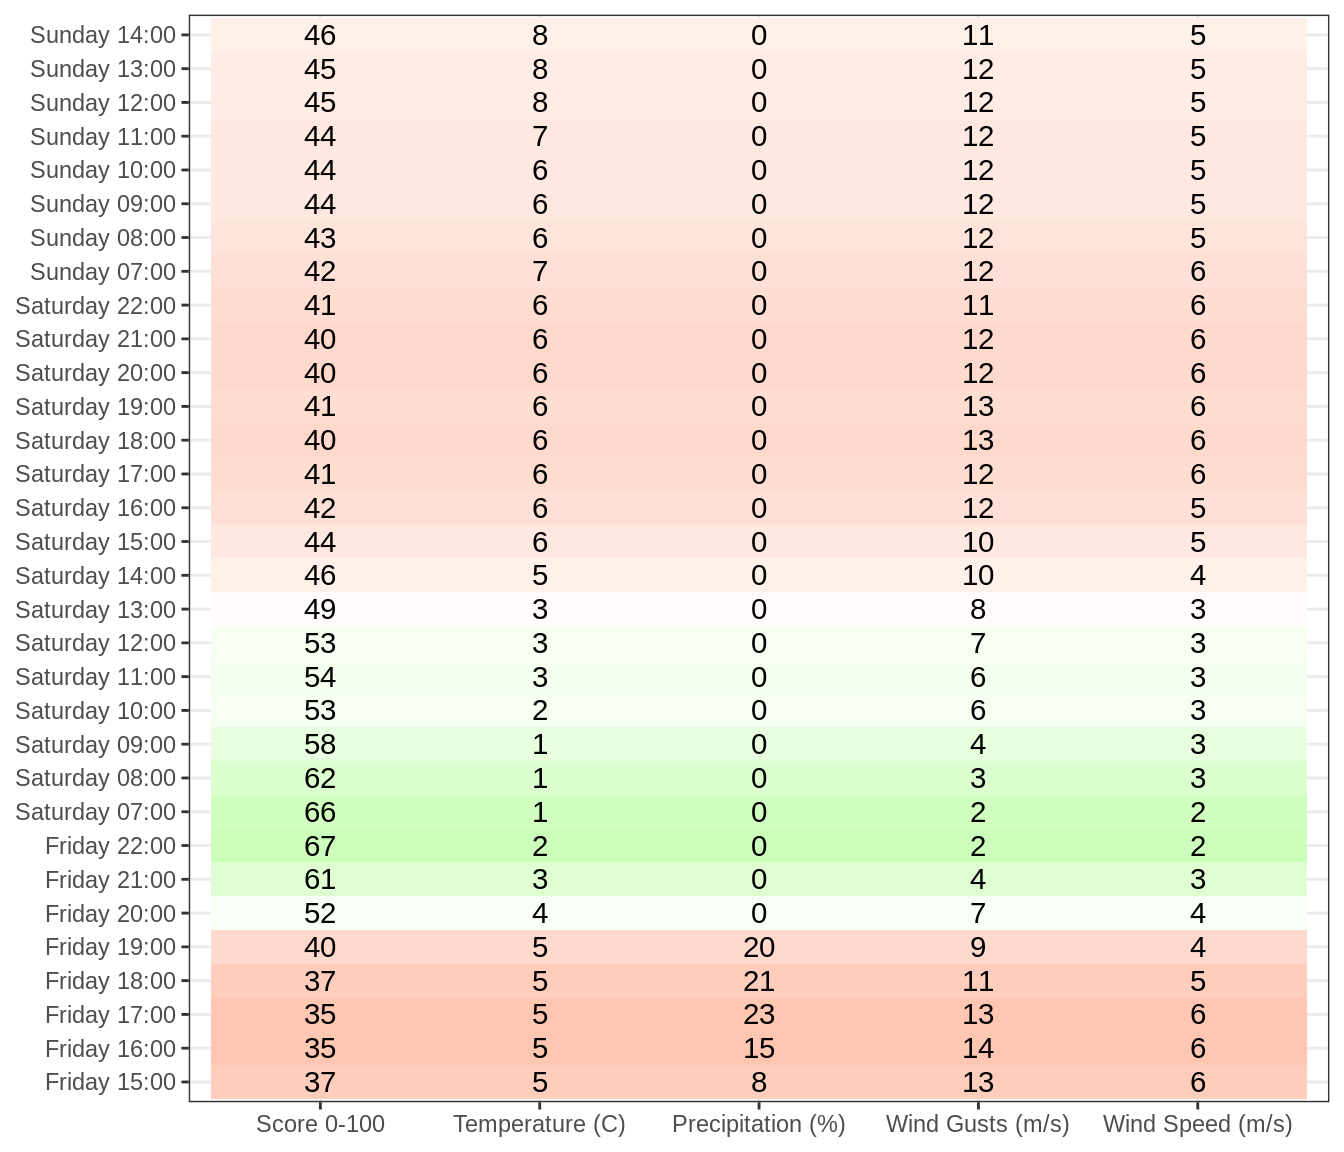 Sunday 14:00 46 8 0 11 5
Sunday 13:00 45 8 0 12 5
Sunday 12:00 45 8 0 12 5
Sunday 11:00 44 7 0 12 5
Sunday 10:00 44 6 0 12 5
Sunday 09:00 44 6 0 12 5
Sunday 08:00 43 6 0 12 5
Sunday 07:00 42 7 0 12 6
Saturday 22:00 41 6 0 11 6
Saturday 21:00 40 6 0 12 6
Saturday 20:00 40 6 0 12 6
Saturday 19:00 41 6 0 13 6
Saturday 18:00 40 6 0 13 6
Saturday 17:00 41 6 0 12 6
Saturday 16:00 42 6 0 12 5
Saturday 15:00 44 6 0 10 5
Saturday 14:00 46 5 0 10 4
Saturday 13:00 49 3 0 8 3
Saturday 12:00 53 3 0 7 3
Saturday 11:00 54 3 0 6 3
Saturday 10:00 53 2 0 6 3
Saturday 09:00 58 1 0 4 3
Saturday 08:00 62 1 0 3 3
Saturday 07:00 66 1 0 2 2
Friday 22:00 67 2 0 2 2
Friday 21:00 61 3 0 4 3
Friday 20:00 52 4 0 7 4
Friday 19:00 40 5 20 9 4
Friday 18:00 37 5 21 11 5
Friday 17:00 35 5 23 13 6
Friday 16:00 35 5 15 14 6
Friday 15:00 37 5 8 13 6
Score 0-100 Temperature (C) Precipitation (%) Wind Gusts (m/s) Wind Speed (m/s)